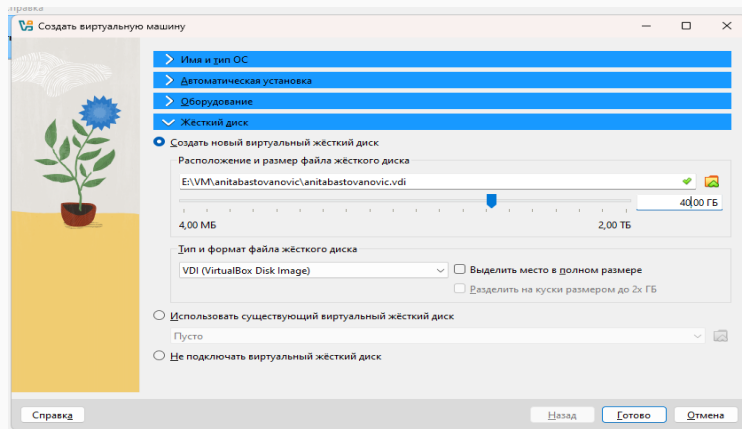 Справка
Создать виртуальную машину
Имя и тип ОС
Автоматическая установка
Оборудование
Жёсткий диск
Создать новый виртуальный жёсткий диск
Расположение и размер файла жёсткого диска
E:\VM\anitabastovanovic\anitabastovanovic.vdi
40,00 ГБ
4,00 МБ 2,00 ТБ
Тип и формат файла жёсткого диска
VDI (VirtualBox Disk Image) Выделить место в полном размере
Разделить на куски размером до 2х ГБ
Использовать существующий виртуальный жёсткий диск
Пусто
Не подключать виртуальный жёсткий диск
Справка Назад Готово Отмена